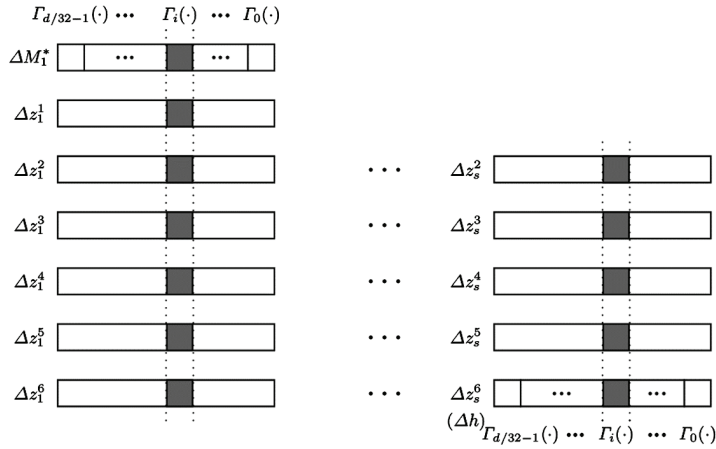 Γ_{d/32−1}(·) ··· Γ_i(·) ··· Γ_0(·)
ΔM_1^* ··· ···
Δz_1^1
Δz_1^2 ··· Δz_s^2
Δz_1^3 ··· Δz_s^3
Δz_1^4 ··· Δz_s^4
Δz_1^5 ··· Δz_s^5
Δz_1^6 ··· Δz_s^6 ··· ···
(Δh)
Γ_{d/32−1}(·) ··· Γ_i(·) ··· Γ_0(·)